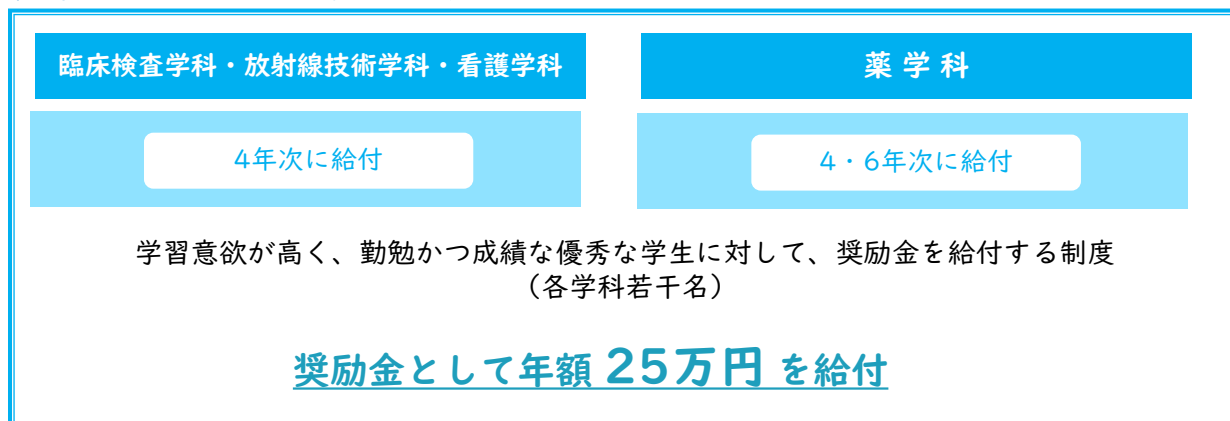 臨床検査学科・放射線技術学科・看護学科
薬学科
4年次に給付
4・6年次に給付
学習意欲が高く、勤勉かつ成績な優秀な学生に対して、奨励金を給付する制度
（各学科若干名）
奨励金として年額 25万円 を給付